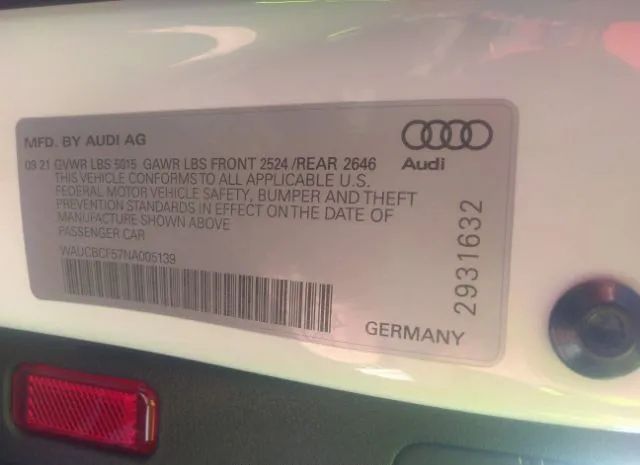 MFD. BY AUDI AG
09 21 GVWR LBS 5015 GAWR LBS FRONT 2524 /REAR 2646
THIS VEHICLE CONFORMS TO ALL APPLICABLE U.S.
FEDERAL MOTOR VEHICLE SAFETY, BUMPER AND THEFT
PREVENTION STANDARDS IN EFFECT ON THE DATE OF
MANUFACTURE SHOWN ABOVE
PASSENGER CAR
WAUCBCF57NA005139
GERMANY
Audi
2931632